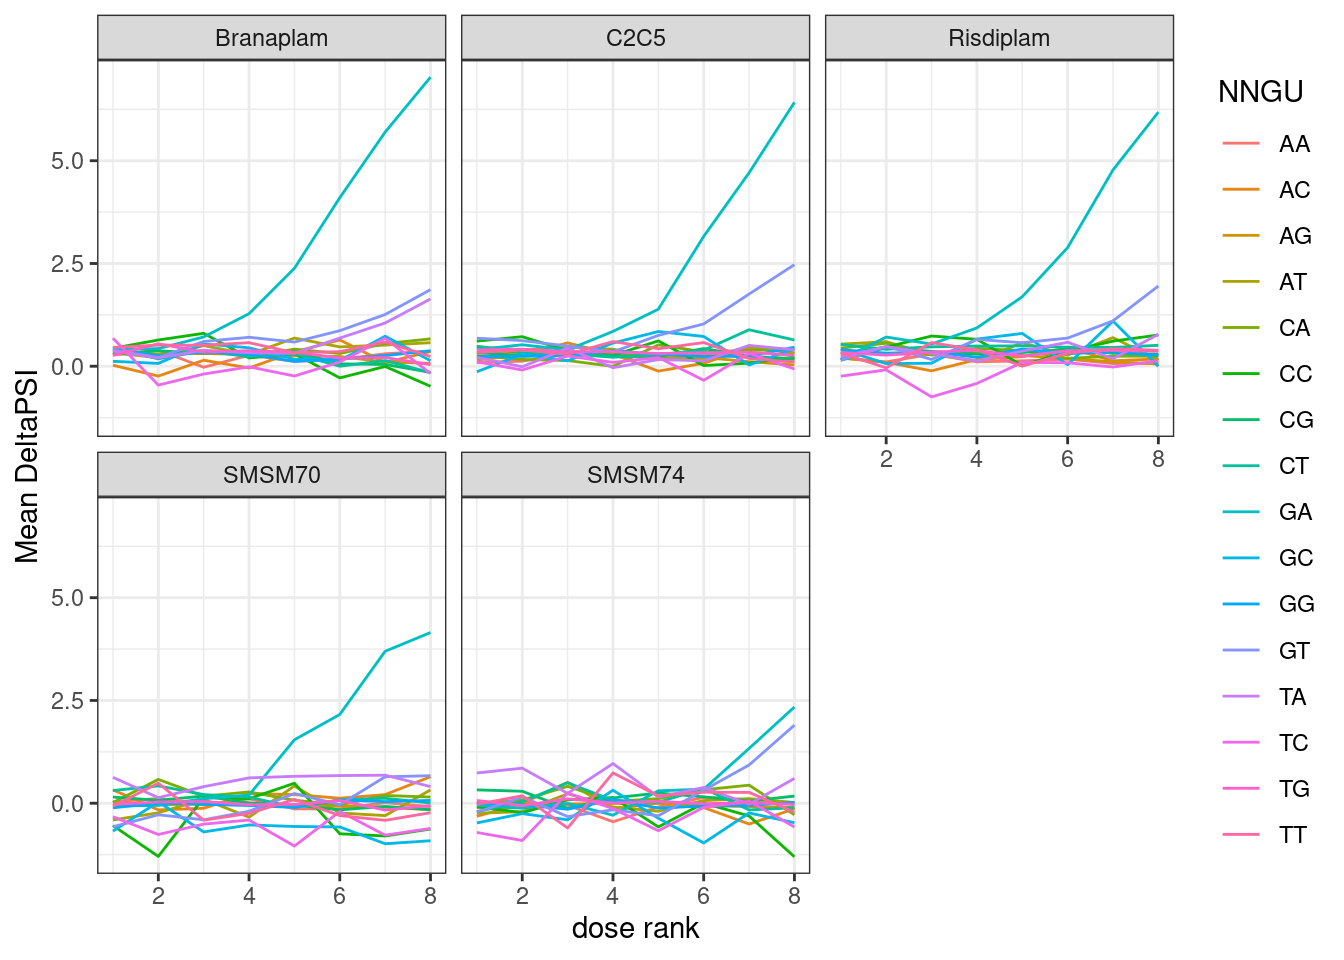 Branaplam
C2C5
Risdiplam
5.0
2.5
0.0
2 4 6 8
SMSM70
SMSM74
5.0
2.5
0.0
2 4 6 8
2 4 6 8
Mean DeltaPSI
dose rank
NNGU
AA
AC
AG
AT
CA
CC
CG
CT
GA
GC
GG
GT
TA
TC
TG
TT